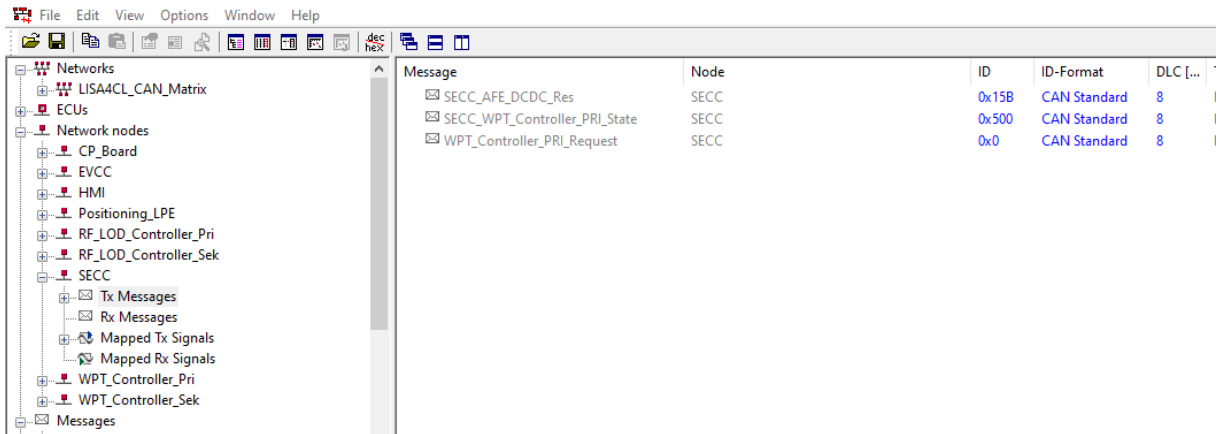 File Edit View Options Window Help
dec
hex
Networks
LISA4CL_CAN_Matrix
ECUs
Network nodes
CP_Board
EVCC
HMI
Positioning_LPE
RF_LOD_Controller_Pri
RF_LOD_Controller_Sek
SECC
Tx Messages
Rx Messages
Mapped Tx Signals
Mapped Rx Signals
WPT_Controller_Pri
WPT_Controller_Sek
Messages
Message Node ID ID-Format DLC [...
SECC_AFE_DCDC_Res SECC 0x15B CAN Standard 8
SECC_WPT_Controller_PRI_State SECC 0x500 CAN Standard 8
WPT_Controller_PRI_Request SECC 0x0 CAN Standard 8